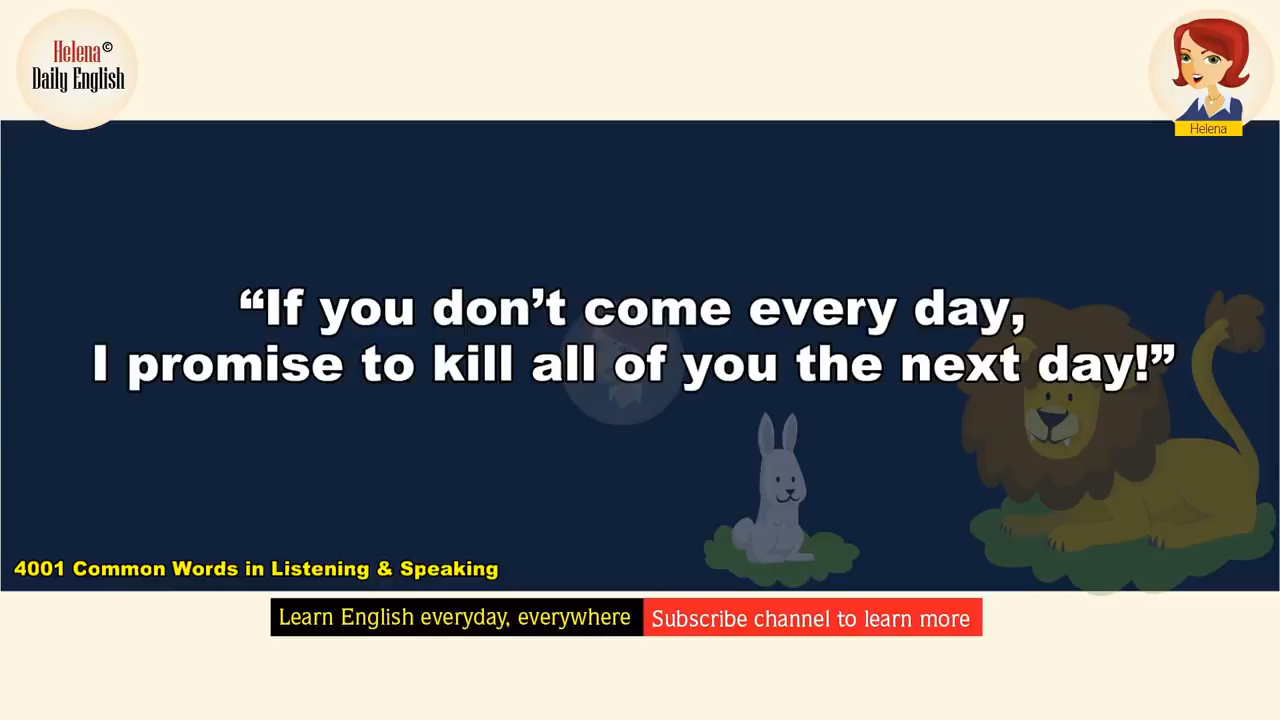 Helena©
Daily English
Helena
“If you don’t come every day,
I promise to kill all of you the next day!”
4001 Common Words in Listening & Speaking
Learn English everyday, everywhere
Subscribe channel to learn more